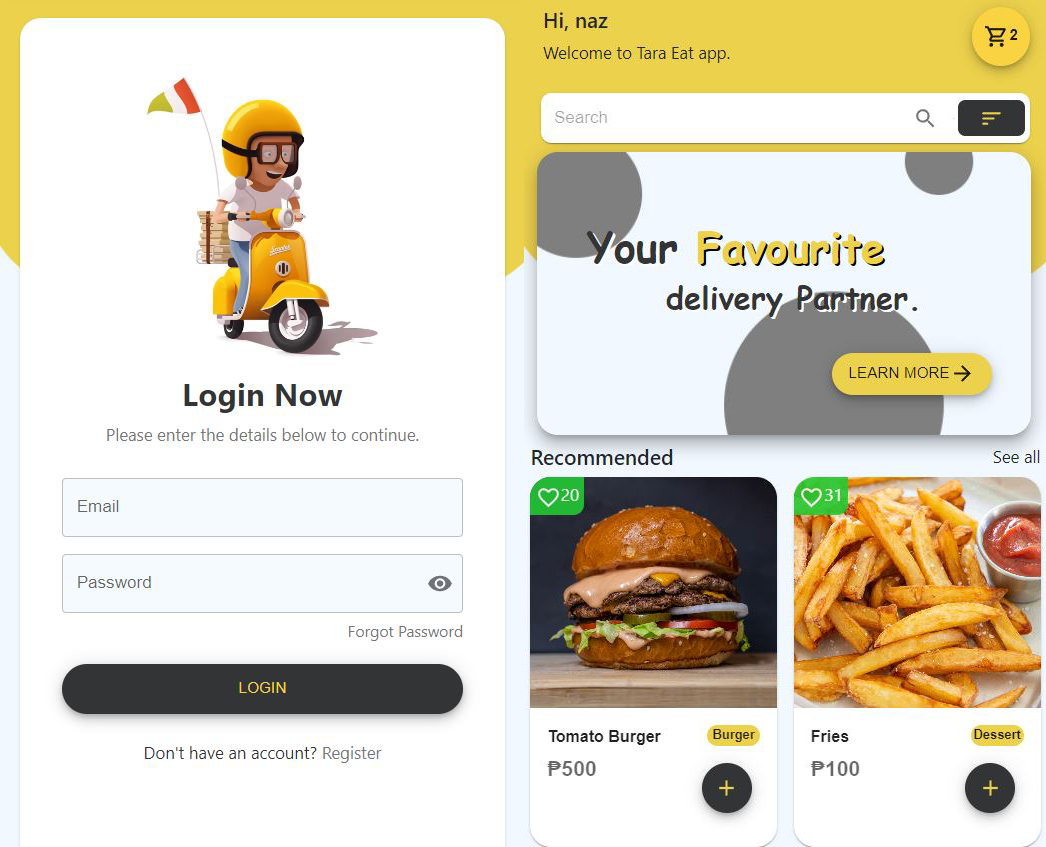 Login Now
Please enter the details below to continue.
Email
Password
Forgot Password
LOGIN
Don't have an account? Register
Hi, naz
2
Welcome to Tara Eat app.
Search
Your Favourite
delivery Partner.
LEARN MORE
Recommended
See all
20
31
Tomato Burger
Burger
₱500
Fries
Dessert
₱100